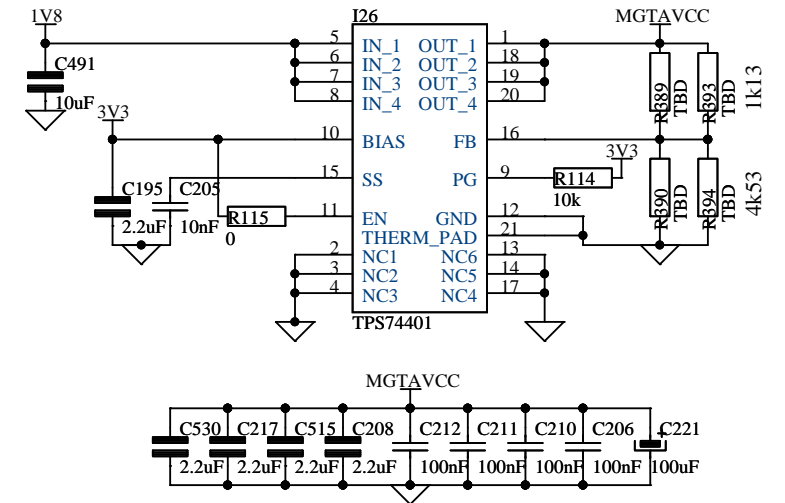 1V8
I26
MGTAVCC
5 IN_1 OUT_1 1
6 IN_2 OUT_2 18
7 IN_3 OUT_3 19
8 IN_4 OUT_4 20
C491
10uF
R389
TBD
R393
TBD
1k13
3V3
10 BIAS FB 16
15 SS PG 9
3V3
R114
10k
C195
2.2uF
C205
10nF
R115
0
11 EN GND 12
THERM_PAD 21
2 NC1 NC6 13
3 NC2 NC5 14
4 NC3 NC4 17
R390
TBD
R394
TBD
4k53
TPS74401
MGTAVCC
C530 C217 C515 C208 C212 C211 C210 C206 C221
2.2uF 2.2uF 2.2uF 2.2uF 100nF 100nF 100nF 100nF 100uF
+